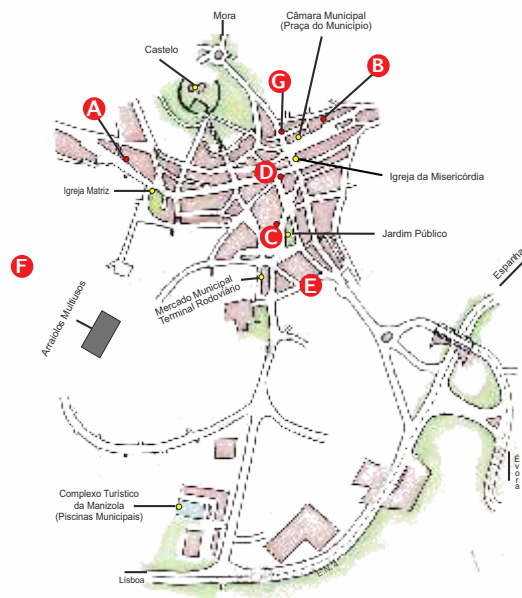 Mora
Câmara Municipal
(Praça do Município)
Castelo
B
G
A
D
Igreja da Misericórdia
Igreja Matriz
C
Jardim Público
F
E
Espanha
Mercado Municipal
Terminal Rodoviário
Arraiolos Multiusos
Évora
Complexo Turístico
da Manizola
(Piscinas Municipais)
Lisboa
E.N. 4